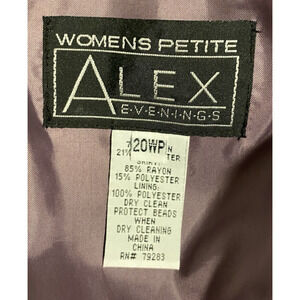 WOMENS PETITE
ALEX
E·V·E·N·I·N·G·S
20WP
85% RAYON
15% POLYESTER
LINING:
100% POLYESTER
DRY CLEAN
PROTECT BEADS
WHEN
DRY CLEANING
MADE IN
CHINA
RN# 79283